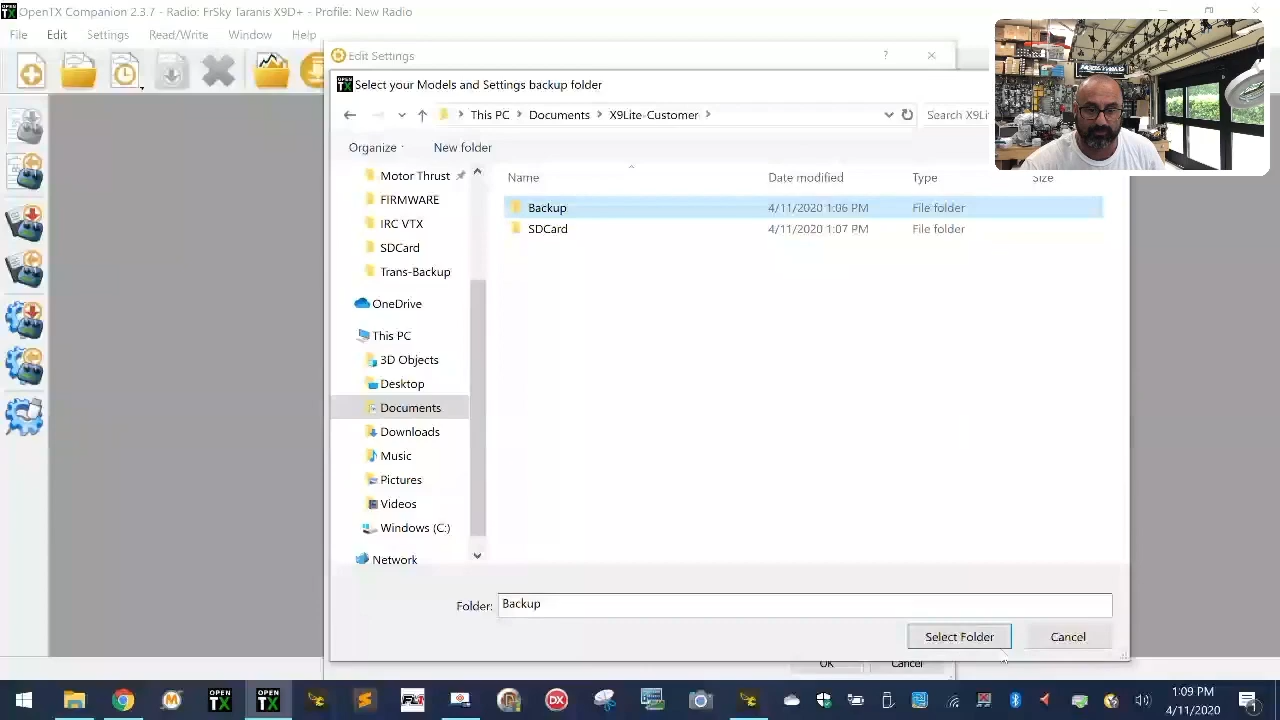 OpenTX Companion 2.3.7 - Radio: FrSky Taranis X9D+ - Profile: New Radio
File Edit Settings Read/Write Window Help
Edit Settings ?
Select your Models and Settings backup folder
This PC Documents X9Lite-Customer
Organize New folder
Name Date modified Type Size
Motor Thrust
FIRMWARE
IRC VTX
SDCard
Trans-Backup
OneDrive
This PC
3D Objects
Desktop
Documents
Downloads
Music
Pictures
Videos
Windows (C:)
Network
Backup 4/11/2020 1:06 PM File folder
SDCard 4/11/2020 1:07 PM File folder
Folder: Backup
Select Folder Cancel
OK Cancel
OPEN TX
OPEN TX
1:09 PM
4/11/2020